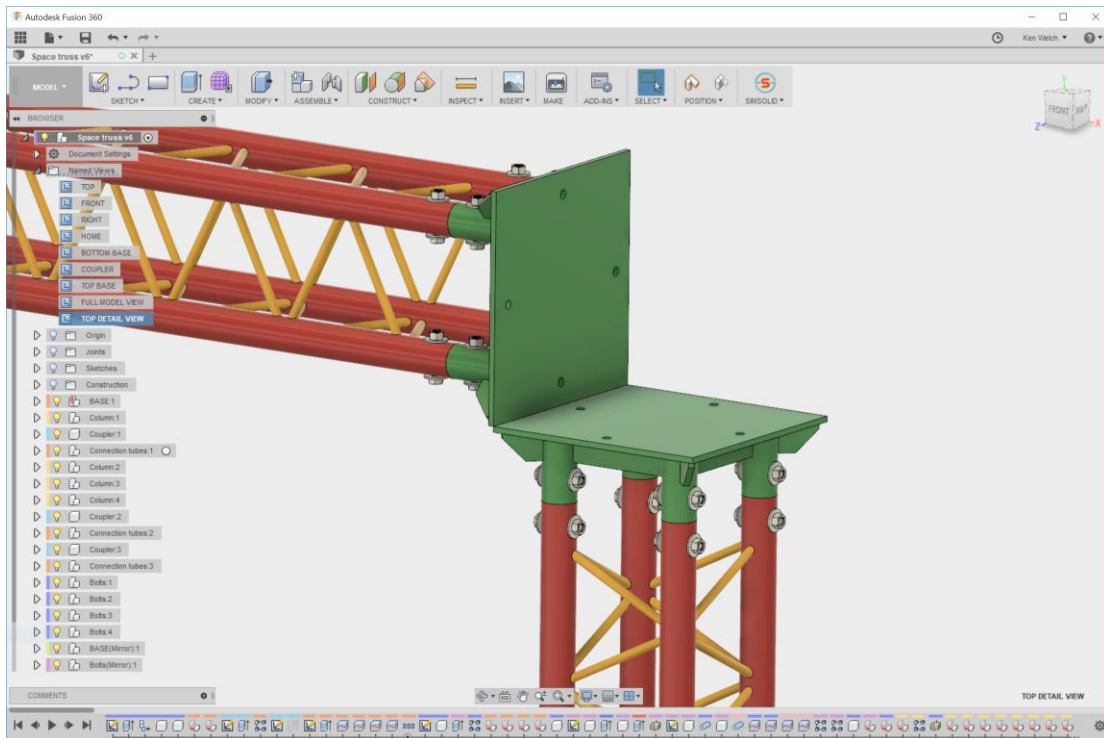 Autodesk Fusion 360
Ken Welch
Space truss v6*
MODEL
SKETCH
CREATE
MODIFY
ASSEMBLE
CONSTRUCT
INSPECT
INSERT
MAKE
ADD-INS
SELECT
POSITION
SIMSOLID
BROWSER
Space truss v6
Document Settings
Named Views
TOP
FRONT
RIGHT
HOME
BOTTOM BASE
COUPLER
TOP BASE
FULL MODEL VIEW
TOP DETAIL VIEW
Origin
Joints
Sketches
Construction
BASE:1
Column:1
Coupler:1
Connection tubes:1
Column:2
Column:3
Column:4
Coupler:2
Connection tubes:2
Coupler:3
Connection tubes:3
Bolts:1
Bolts:2
Bolts:3
Bolts:4
BASE(Mirror):1
Bolts(Mirror):1
Y
FRONT
RIGHT
Z
X
COMMENTS
TOP DETAIL VIEW